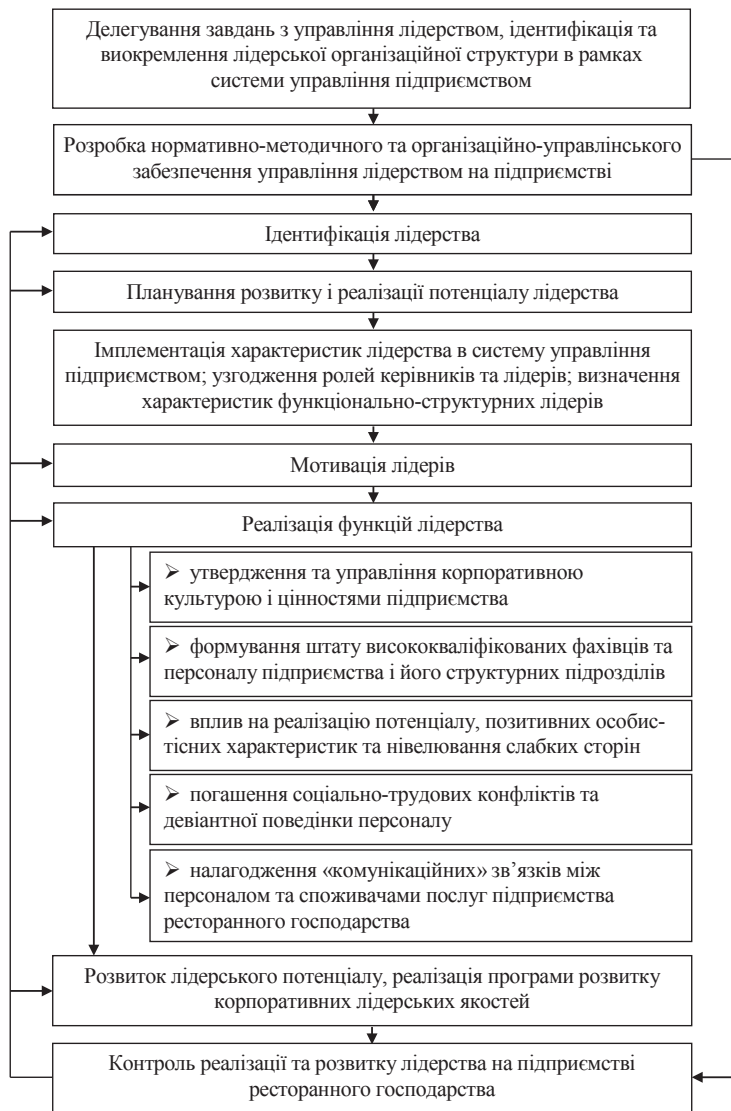 Делегування завдань з управління лідерством, ідентифікація та
виокремлення лідерської організаційної структури в рамках
системи управління підприємством
Розробка нормативно-методичного та організаційно-управлінського
забезпечення управління лідерством на підприємстві
Ідентифікація лідерства
Планування розвитку і реалізації потенціалу лідерства
Імплементація характеристик лідерства в систему управління
підприємством; узгодження ролей керівників та лідерів; визначення
характеристик функціонально-структурних лідерів
Мотивація лідерів
Реалізація функцій лідерства
➢ утвердження та управління корпоративною
культурою і цінностями підприємства
➢ формування штату висококваліфікованих фахівців та
персоналу підприємства і його структурних підрозділів
➢ вплив на реалізацію потенціалу, позитивних особис-
тісних характеристик та нівелювання слабких сторін
➢ погашення соціально-трудових конфліктів та
девіантної поведінки персоналу
➢ налагодження «комунікаційних» зв’язків між
персоналом та споживачами послуг підприємства
ресторанного господарства
Розвиток лідерського потенціалу, реалізація програми розвитку
корпоративних лідерських якостей
Контроль реалізації та розвитку лідерства на підприємстві
ресторанного господарства